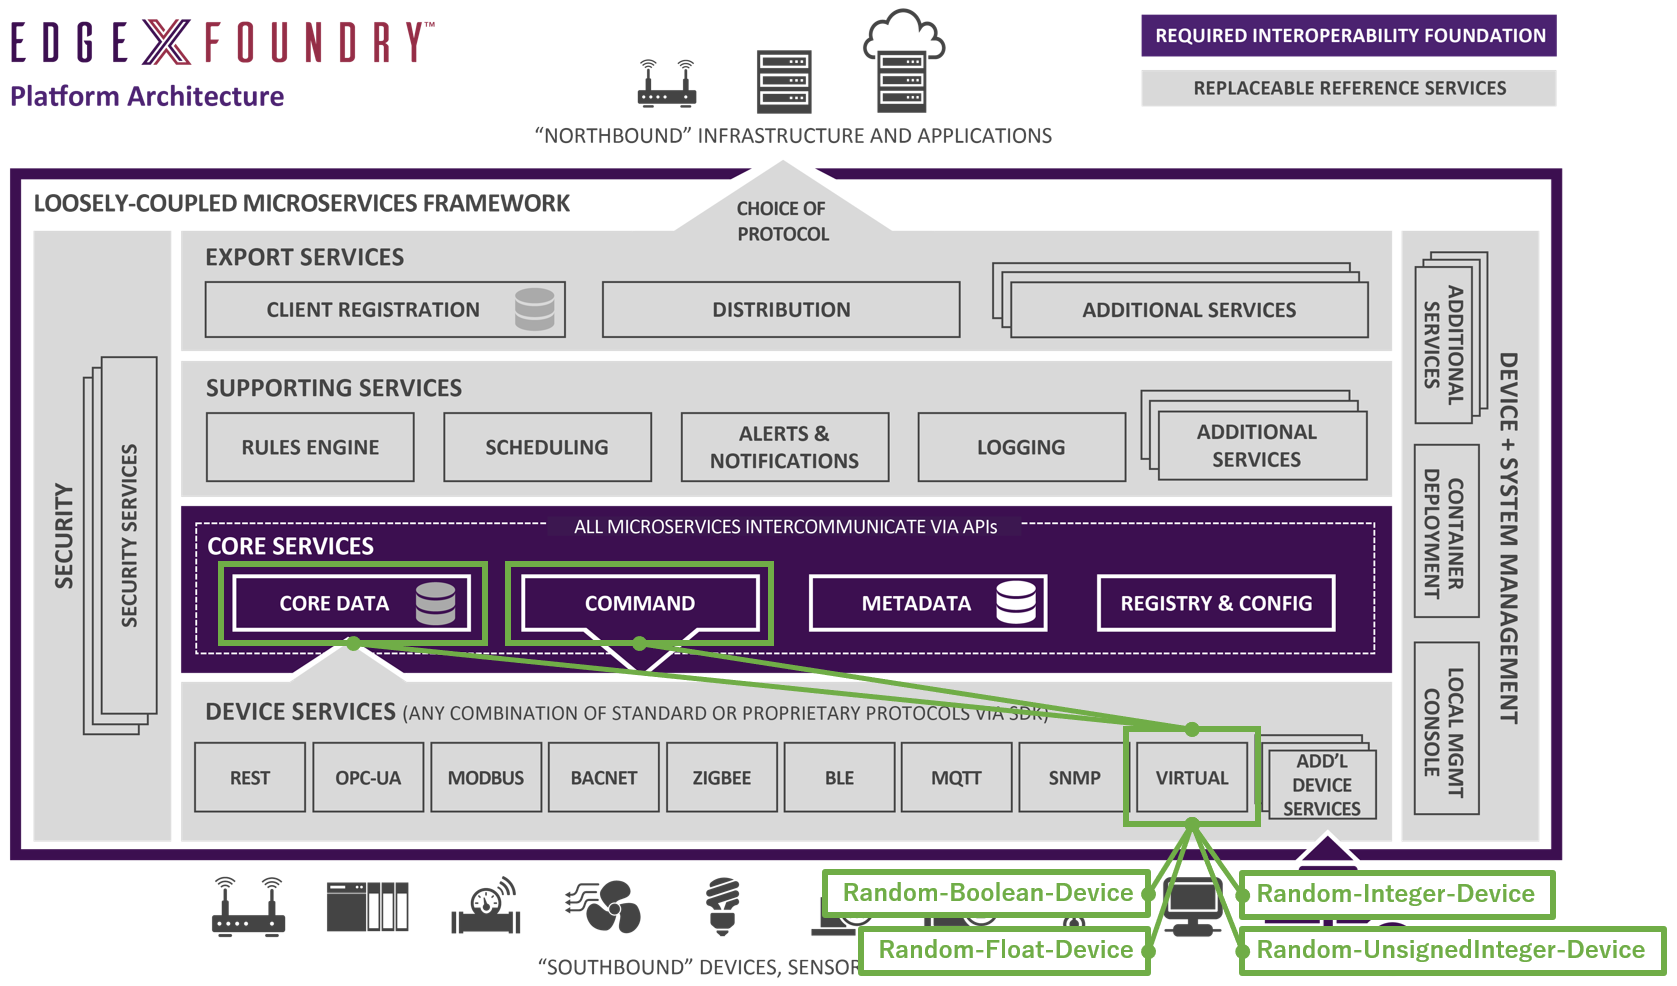 EDGE X FOUNDRY™
Platform Architecture
REQUIRED INTEROPERABILITY FOUNDATION
REPLACEABLE REFERENCE SERVICES
“NORTHBOUND” INFRASTRUCTURE AND APPLICATIONS
LOOSELY-COUPLED MICROSERVICES FRAMEWORK
CHOICE OF
PROTOCOL
SECURITY
SECURITY SERVICES
EXPORT SERVICES
CLIENT REGISTRATION
DISTRIBUTION
ADDITIONAL SERVICES
SUPPORTING SERVICES
RULES ENGINE
SCHEDULING
ALERTS &
NOTIFICATIONS
LOGGING
ADDITIONAL
SERVICES
ALL MICROSERVICES INTERCOMMUNICATE VIA APIs
CORE SERVICES
CORE DATA
COMMAND
METADATA
REGISTRY & CONFIG
DEVICE SERVICES (ANY COMBINATION OF STANDARD OR PROPRIETARY PROTOCOLS VIA SDK)
REST
OPC-UA
MODBUS
BACNET
ZIGBEE
BLE
MQTT
SNMP
VIRTUAL
ADD’L
DEVICE
SERVICES
DEVICE + SYSTEM MANAGEMENT
ADDITIONAL
SERVICES
CONTAINER
DEPLOYMENT
LOCAL MGMT
CONSOLE
Random-Boolean-Device
Random-Integer-Device
Random-Float-Device
Random-UnsignedInteger-Device
“SOUTHBOUND” DEVICES, SENSOR